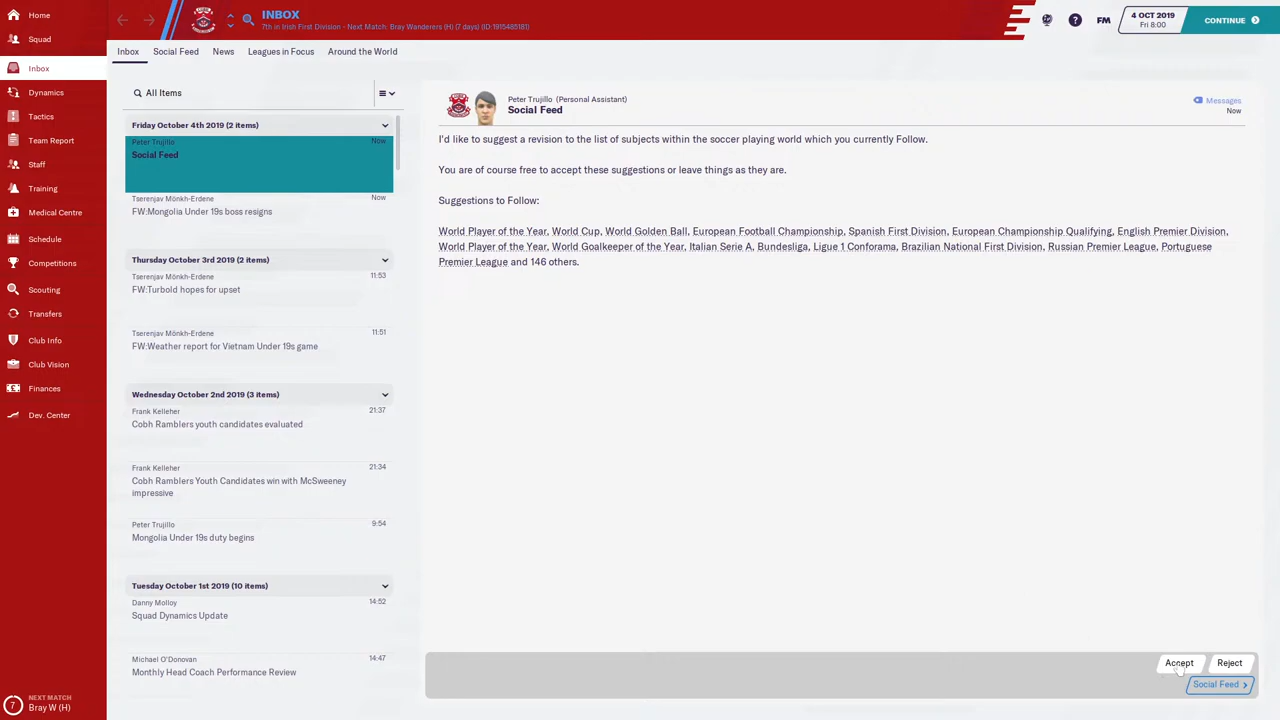 Home
Squad
Inbox
Dynamics
Tactics
Team Report
Staff
Training
Medical Centre
Schedule
Competitions
Scouting
Transfers
Club Info
Club Vision
Finances
Dev. Center
7
NEXT MATCH
Bray W (H)
INBOX
7th in Irish First Division - Next Match: Bray Wanderers (H) (7 days) (ID:1915485181)
?
FM
4 OCT 2019
Fri 8:00
CONTINUE
Inbox
Social Feed
News
Leagues in Focus
Around the World
All Items
Friday October 4th 2019 (2 items)
Peter Trujillo Now
Social Feed
Tserenjav Mönkh-Erdene Now
FW:Mongolia Under 19s boss resigns
Thursday October 3rd 2019 (2 items)
Tserenjav Mönkh-Erdene 11:53
FW:Turbold hopes for upset
Tserenjav Mönkh-Erdene 11:51
FW:Weather report for Vietnam Under 19s game
Wednesday October 2nd 2019 (3 items)
Frank Kelleher 21:37
Cobh Ramblers youth candidates evaluated
Frank Kelleher 21:34
Cobh Ramblers Youth Candidates win with McSweeney
impressive
Peter Trujillo 9:54
Mongolia Under 19s duty begins
Tuesday October 1st 2019 (10 items)
Danny Molloy 14:52
Squad Dynamics Update
Michael O'Donovan 14:47
Monthly Head Coach Performance Review
Peter Trujillo (Personal Assistant)
Social Feed
Messages
Now
I'd like to suggest a revision to the list of subjects within the soccer playing world which you currently Follow.
You are of course free to accept these suggestions or leave things as they are.
Suggestions to Follow:
World Player of the Year, World Cup, World Golden Ball, European Football Championship, Spanish First Division, European Championship Qualifying, English Premier Division,
World Player of the Year, World Goalkeeper of the Year, Italian Serie A, Bundesliga, Ligue 1 Conforama, Brazilian National First Division, Russian Premier League, Portuguese
Premier League and 146 others.
Accept
Reject
Social Feed